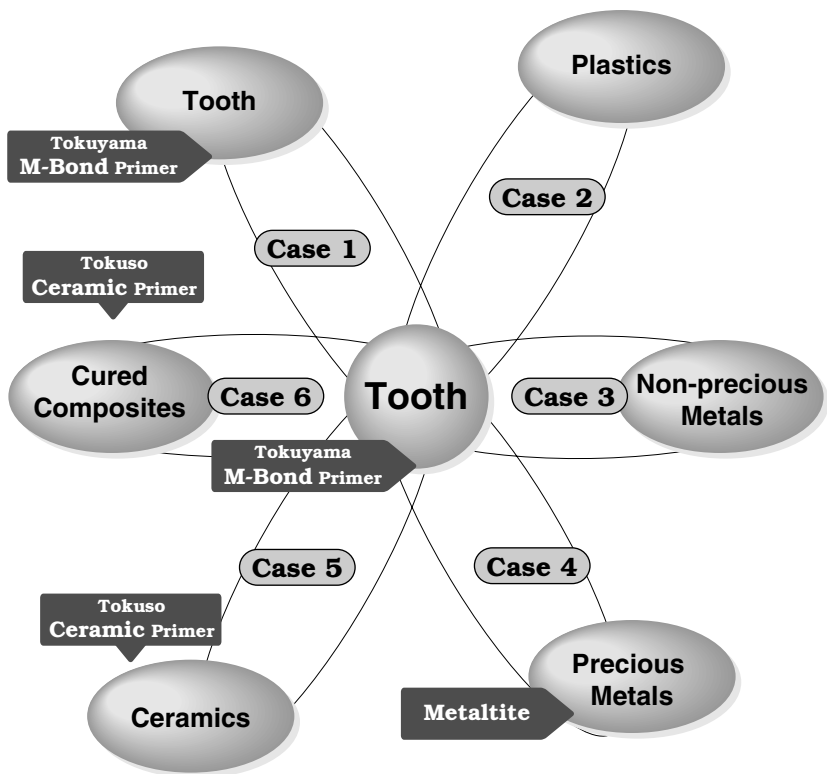 Plastics
Tooth
Tokuyama
M-Bond Primer
Case 2
Case 1
Tokuso
Ceramic Primer
Cured
Composites
Case 6
Tooth
Case 3
Non-precious
Metals
Tokuyama
M-Bond Primer
Case 5
Case 4
Tokuso
Ceramic Primer
Precious
Metals
Ceramics
Metaltite